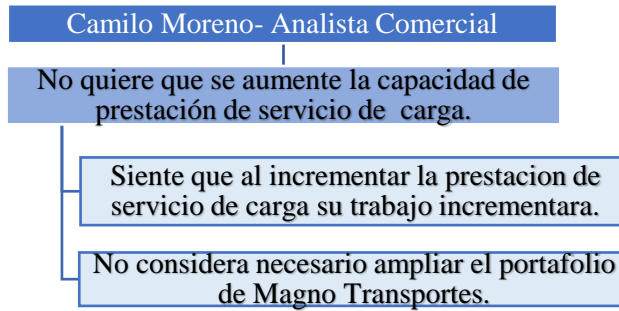 Camilo Moreno- Analista Comercial
No quiere que se aumente la capacidad de
prestación de servicio de carga.
Siente que al incrementar la prestacion de
servicio de carga su trabajo incrementara.
No considera necesario ampliar el portafolio
de Magno Transportes.